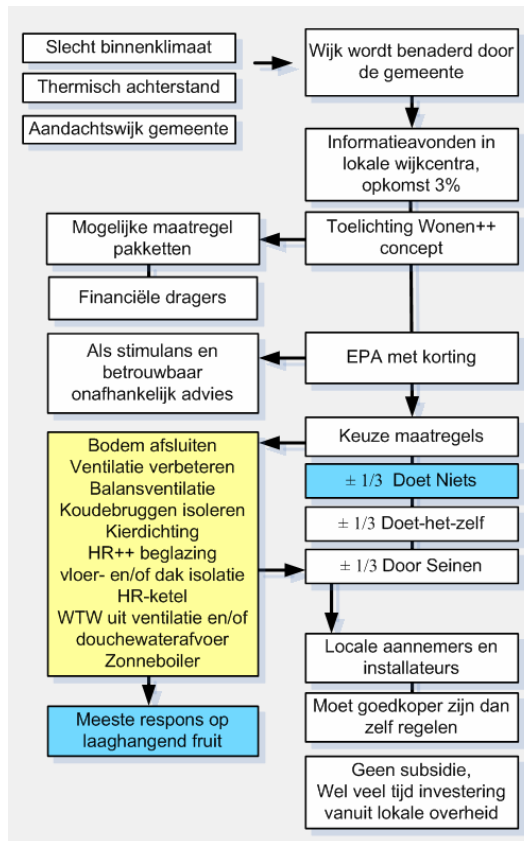 Slecht binnenklimaat
Thermisch achterstand
Aandachtswijk gemeente
Wijk wordt benaderd door
de gemeente
Informatieavonden in
lokale wijkcentra,
opkomst 3%
Toelichting Wonen++
concept
Mogelijke maatregel
pakketten
Financiële dragers
EPA met korting
Als stimulans en
betrouwbaar
onafhankelijk advies
Keuze maatregels
± 1/3 Doet Niets
± 1/3 Doet-het-zelf
± 1/3 Door Seinen
Bodem afsluiten
Ventilatie verbeteren
Balansventilatie
Koudebruggen isoleren
Kierdichting
HR++ beglazing
vloer- en/of dak isolatie
HR-ketel
WTW uit ventilatie en/of
douchewaterafvoer
Zonneboiler
Meeste respons op
laaghangend fruit
Locale aannemers en
installateurs
Moet goedkoper zijn dan
zelf regelen
Geen subsidie,
Wel veel tijd investering
vanuit lokale overheid